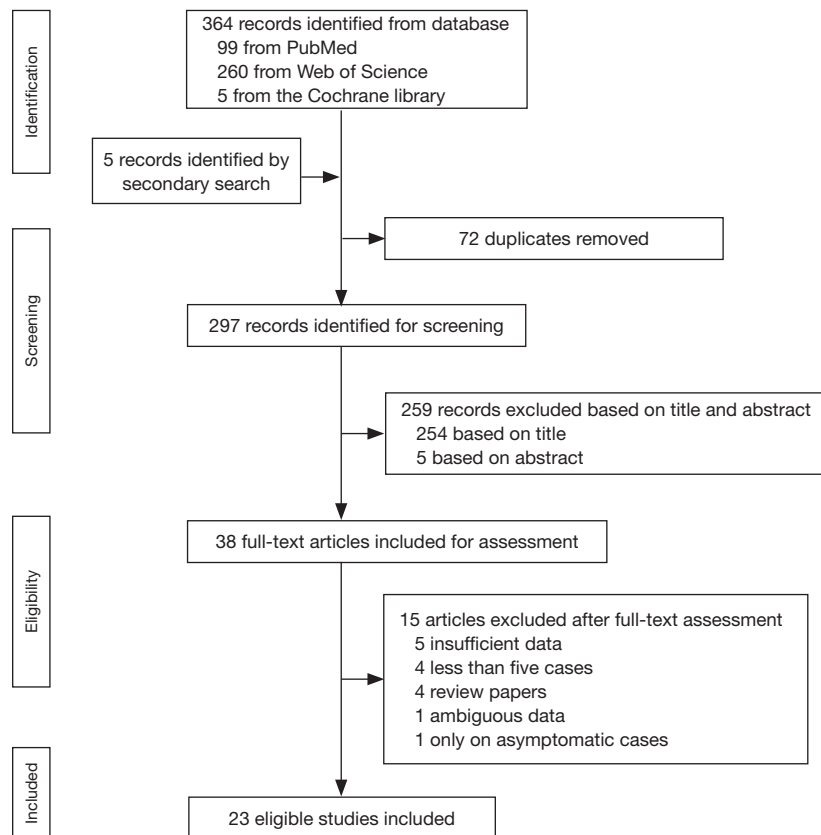 Identification
364 records identified from database
99 from PubMed
260 from Web of Science
5 from the Cochrane library
5 records identified by
secondary search
72 duplicates removed
Screening
297 records identified for screening
259 records excluded based on title and abstract
254 based on title
5 based on abstract
Eligibility
38 full-text articles included for assessment
15 articles excluded after full-text assessment
5 insufficient data
4 less than five cases
4 review papers
1 ambiguous data
1 only on asymptomatic cases
Included
23 eligible studies included